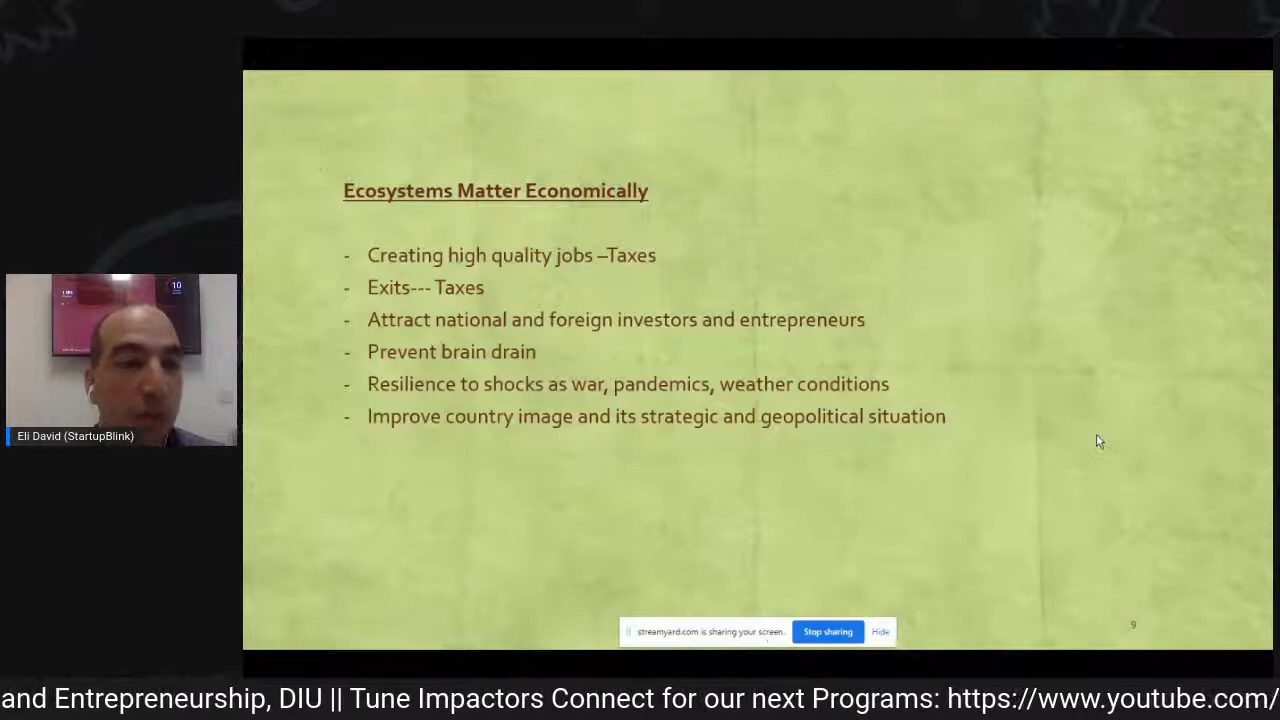 Ecosystems Matter Economically
- Creating high quality jobs –Taxes
- Exits--- Taxes
- Attract national and foreign investors and entrepreneurs
- Prevent brain drain
- Resilience to shocks as war, pandemics, weather conditions
- Improve country image and its strategic and geopolitical situation
10
Eli David (StartupBlink)
streamyard.com is sharing your screen.
Stop sharing
Hide
9
and Entrepreneurship, DIU || Tune Impactors Connect for our next Programs: https://www.youtube.com/